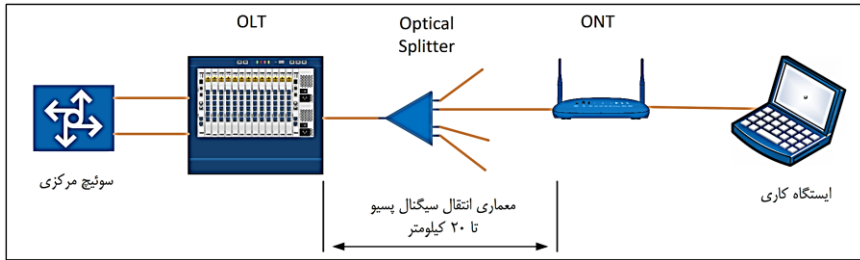 OLT
Optical
Splitter
ONT
سوئیچ مرکزی
ایستگاه کاری
معماری انتقال سیگنال پسیو
تا ۲۰ کیلومتر